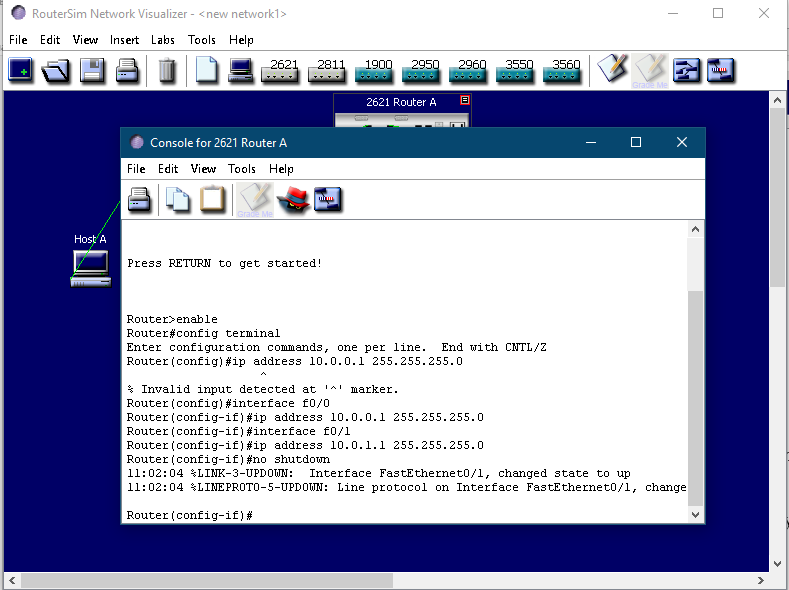 RouterSim Network Visualizer - <new network1>
File Edit View Insert Labs Tools Help
2621 2811 1900 2950 2960 3550 3560
Grade Me
2621 Router A
Console for 2621 Router A
File Edit View Tools Help
Grade Me
Host A
Press RETURN to get started!
Router>enable
Router#config terminal
Enter configuration commands, one per line.  End with CNTL/Z
Router(config)#ip address 10.0.0.1 255.255.255.0
^
% Invalid input detected at '^' marker.
Router(config)#interface f0/0
Router(config-if)#ip address 10.0.0.1 255.255.255.0
Router(config-if)#interface f0/1
Router(config-if)#ip address 10.0.1.1 255.255.255.0
Router(config-if)#no shutdown
11:02:04 %LINK-3-UPDOWN:  Interface FastEthernet0/1, changed state to up
11:02:04 %LINEPROTO-5-UPDOWN: Line protocol on Interface FastEthernet0/1, change
Router(config-if)#